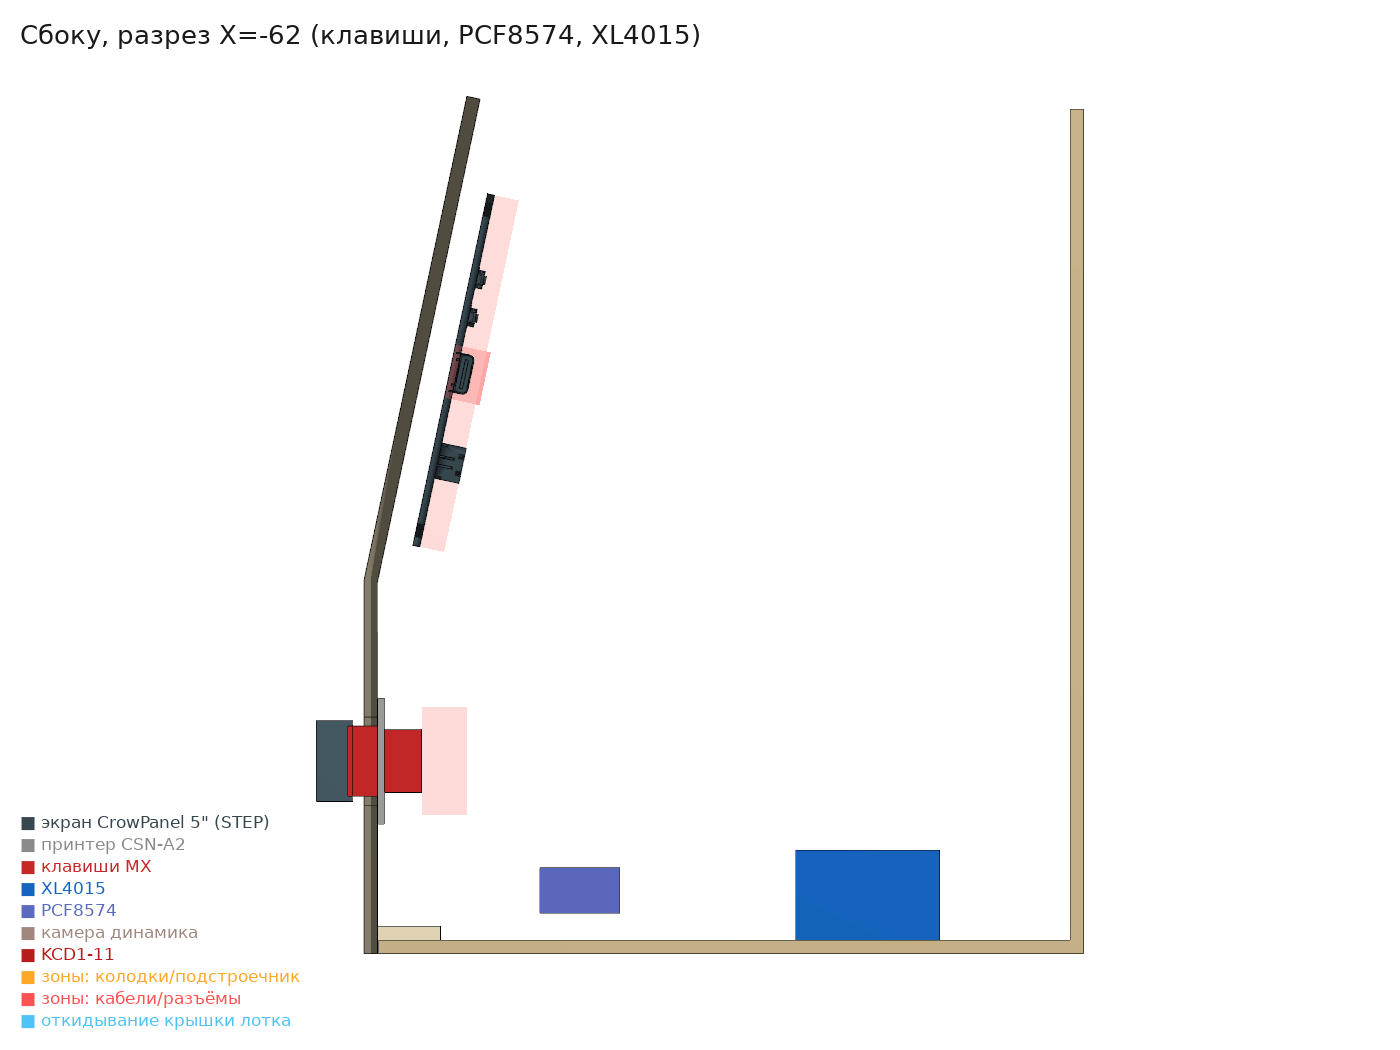 Сбоку, разрез X=-62 (клавиши, PCF8574, XL4015)
экран CrowPanel 5" (STEP)
принтер CSN-A2
клавиши MX
XL4015
PCF8574
камера динамика
KCD1-11
зоны: колодки/подстроечник
зоны: кабели/разъёмы
откидывание крышки лотка